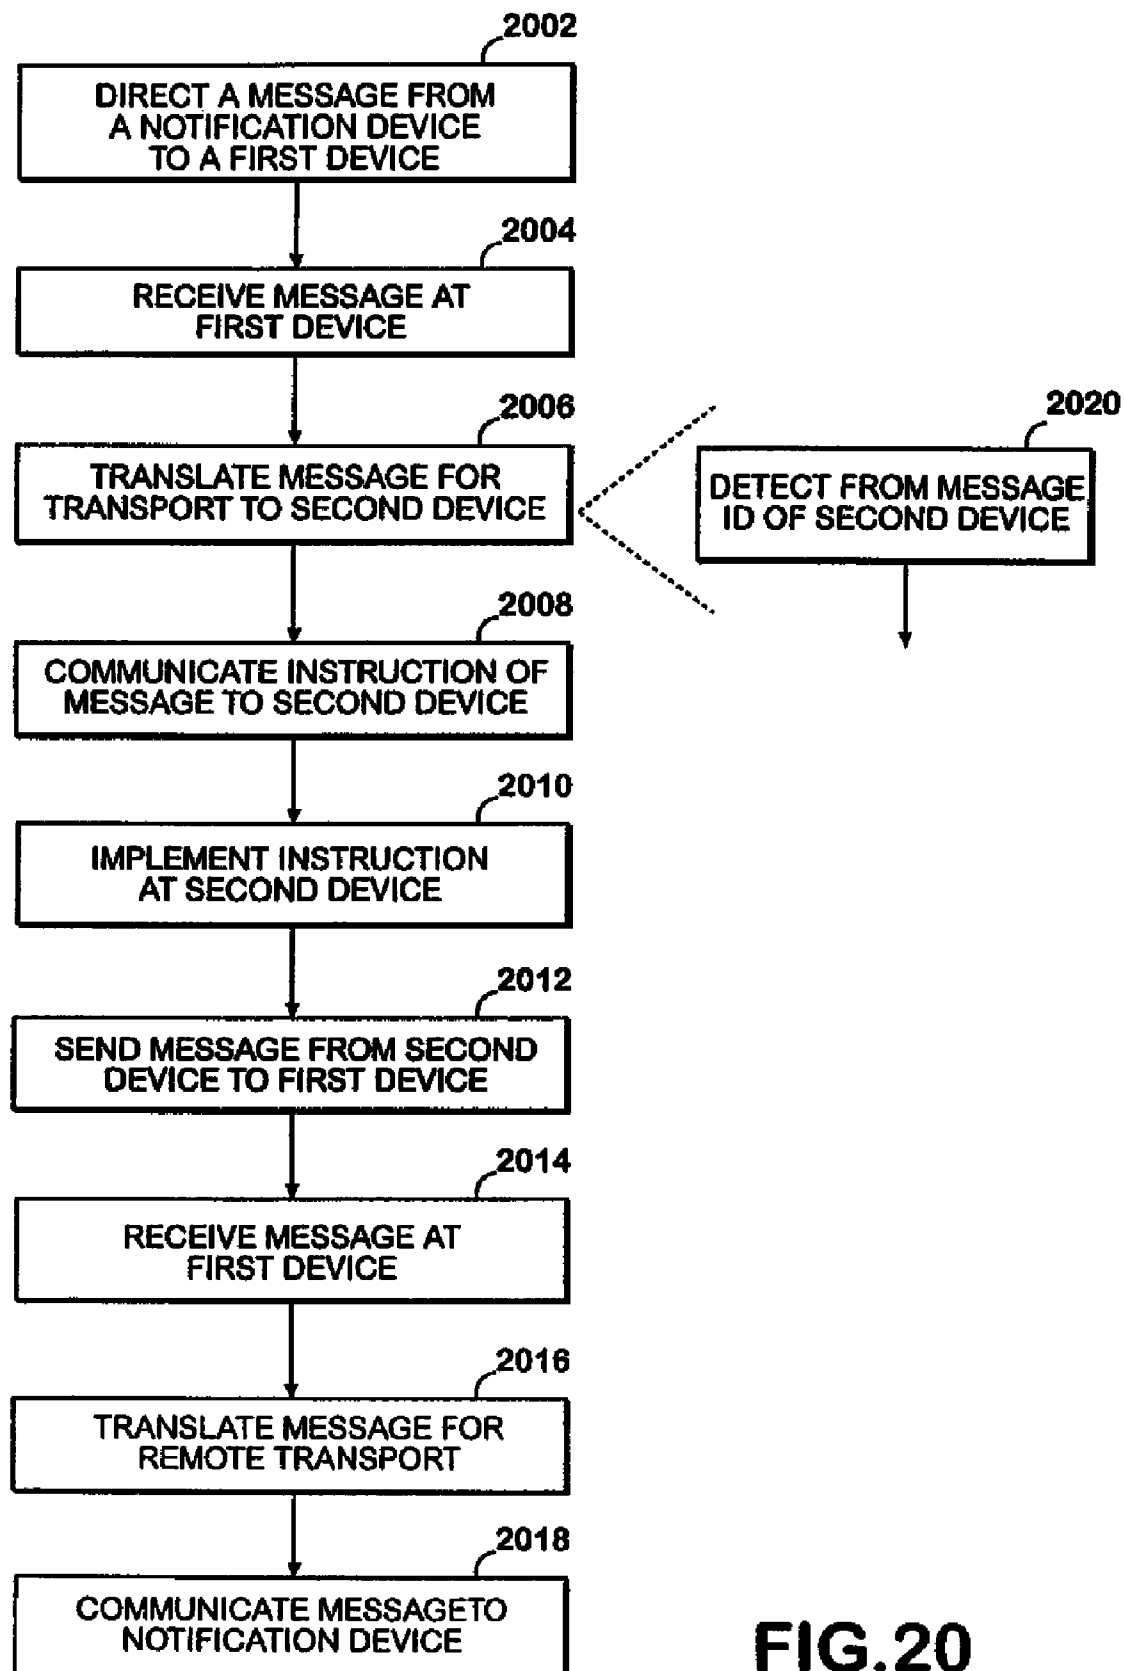 2002
DIRECT A MESSAGE FROM
A NOTIFICATION DEVICE
TO A FIRST DEVICE
2004
RECEIVE MESSAGE AT
FIRST DEVICE
2006
TRANSLATE MESSAGE FOR
TRANSPORT TO SECOND DEVICE
2020
DETECT FROM MESSAGE
ID OF SECOND DEVICE
2008
COMMUNICATE INSTRUCTION OF
MESSAGE TO SECOND DEVICE
2010
IMPLEMENT INSTRUCTION
AT SECOND DEVICE
2012
SEND MESSAGE FROM SECOND
DEVICE TO FIRST DEVICE
2014
RECEIVE MESSAGE AT
FIRST DEVICE
2016
TRANSLATE MESSAGE FOR
REMOTE TRANSPORT
2018
COMMUNICATE MESSAGETO
NOTIFICATION DEVICE
FIG.20